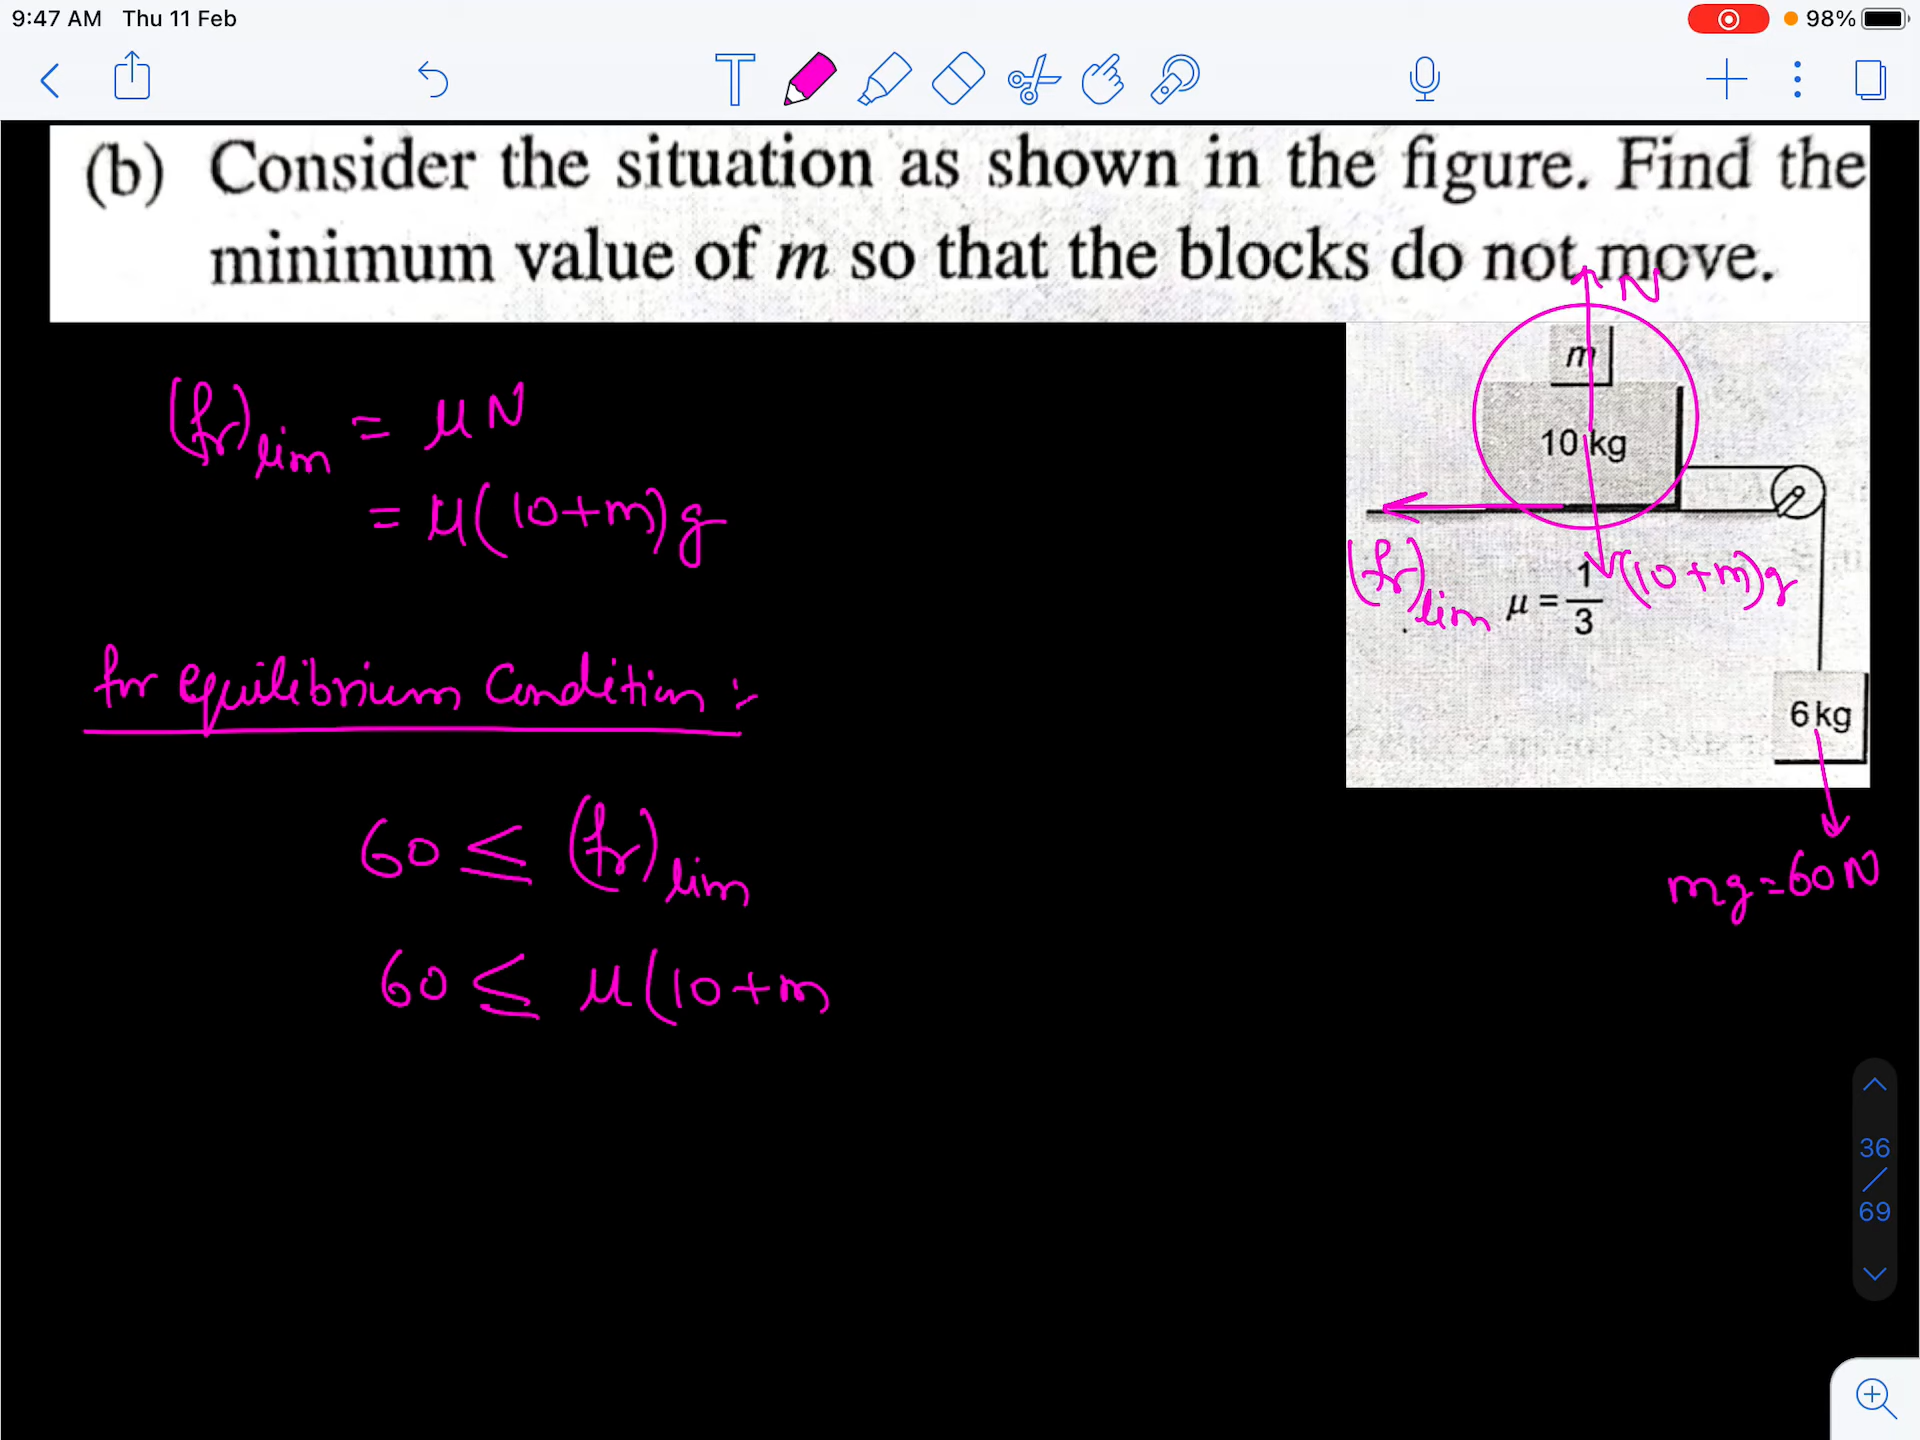 9:47 AM Thu 11 Feb
98%
T
(b) Consider the situation as shown in the figure. Find the
minimum value of m so that the blocks do not move.
N
m
10 kg
(fr)lim = μN
= μ(10+m)g
(fr)lim
μ = 1/3
(10+m)g
for equilibrium Condition :-
6 kg
60 ≤ (fr)lim
mg=60N
60 ≤ μ(10+m
36
/
69